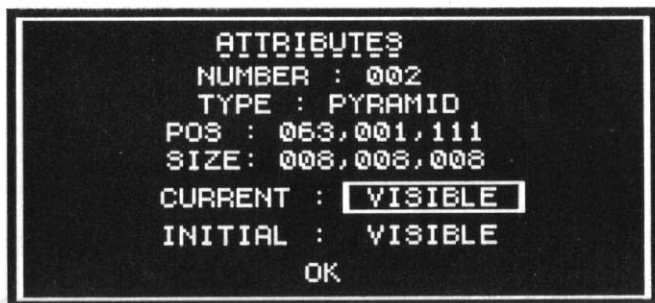 ATTRIBUTES
NUMBER : 002
TYPE : PYRAMID
POS : 063,001,111
SIZE: 008,008,008
CURRENT : VISIBLE
INITIAL : VISIBLE
OK